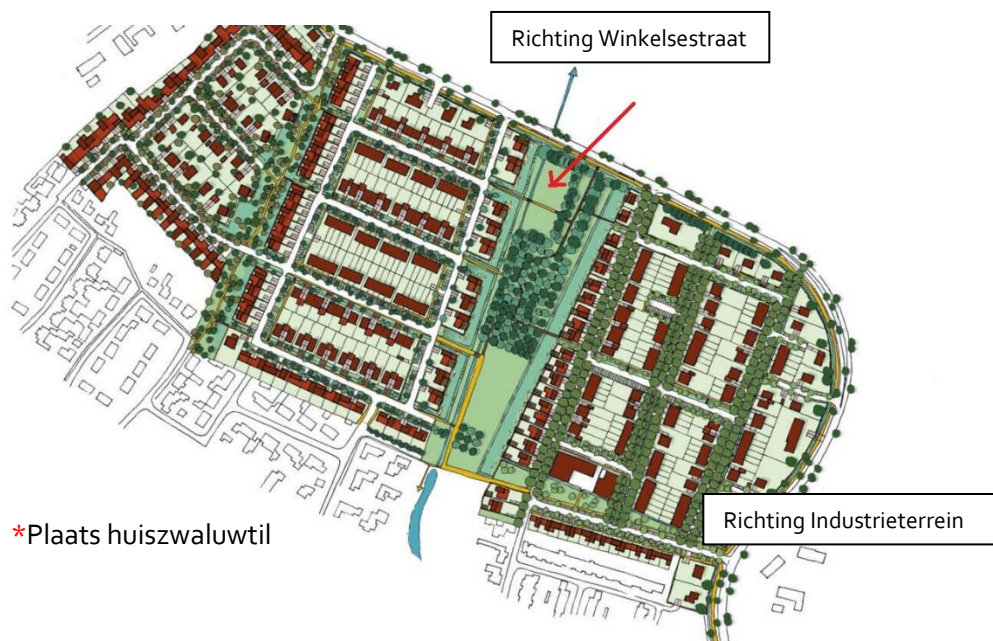 Richting Winkelsestraat
Richting Industrieterrein
*Plaats huiszwaluwtil